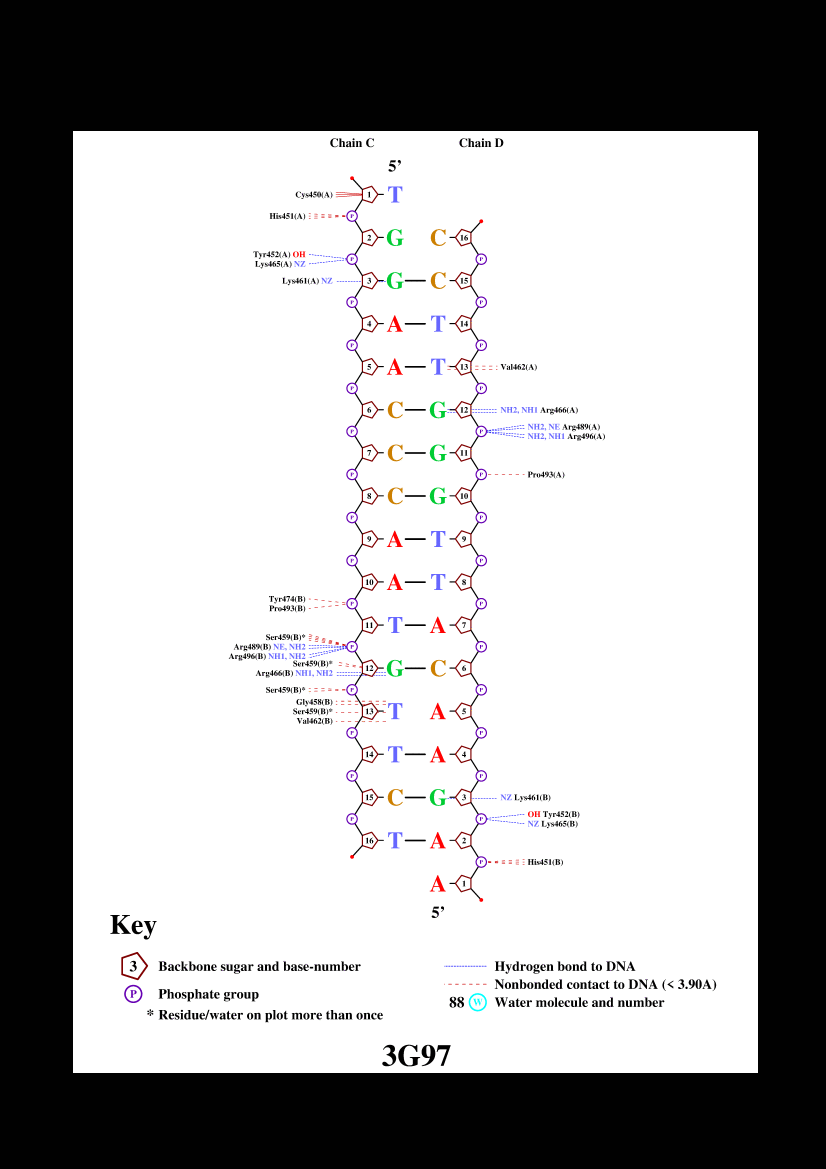 Chain C Chain D
5’
Cys450(A) 1 T
His451(A) P
2 G C 16
Tyr452(A) OH P P
Lys465(A) NZ
Lys461(A) NZ 3 G C 15
P P
4 A T 14
P P
5 A T 13 Val462(A)
P P
6 C G 12 NH2, NH1 Arg466(A)
NH2, NE Arg489(A)
P P
NH2, NH1 Arg496(A)
7 C G 11
P P Pro493(A)
8 C G 10
P P
9 A T 9
P P
10 A T 8
Tyr474(B) P P
Pro493(B)
11 T A 7
Ser459(B)*
Arg489(B) NE, NH2 P P
Arg496(B) NH1, NH2
Ser459(B)*
12 G C 6
Arg466(B) NH1, NH2
Ser459(B)* P P
Gly458(B)
Ser459(B)* 13 T A 5
Val462(B)
P P
14 T A 4
P P
15 C G 3 NZ Lys461(B)
OH Tyr452(B)
P P
NZ Lys465(B)
16 T A 2
P His451(B)
A 1
5’
Key
3 Backbone sugar and base-number
P Phosphate group
* Residue/water on plot more than once
Hydrogen bond to DNA
Nonbonded contact to DNA (< 3.90A)
88 W Water molecule and number
3G97